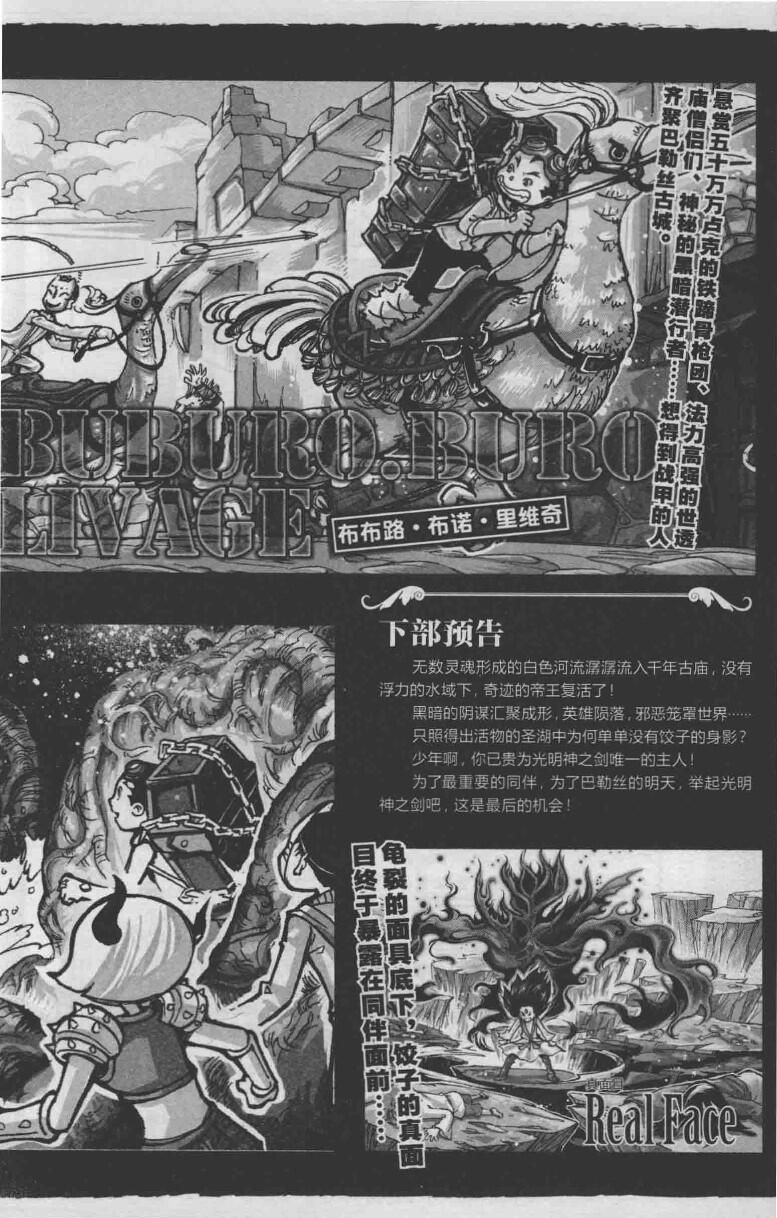 悬赏五十万万卢克的铁蹄骨枪团、法力高强的世透
庙僧侣们、神秘的黑暗潜行者……想得到战甲的人
齐聚巴勒丝古城。
BUBURO.BURO
LIVAGE
布布路·布诺·里维奇
下部预告
无数灵魂形成的白色河流潺潺流入千年古庙，没有
浮力的水域下，奇迹的帝王复活了！
黑暗的阴谋汇聚成形，英雄陨落，邪恶笼罩世界……
只照得出活物的圣湖中为何单单没有饺子的身影？
少年啊，你已贵为光明神之剑唯一的主人！
为了最重要的同伴，为了巴勒丝的明天，举起光明
神之剑吧，这是最后的机会！
龟裂的面具底下，饺子的真面
目终于暴露在同伴面前……
真面目
Real Face